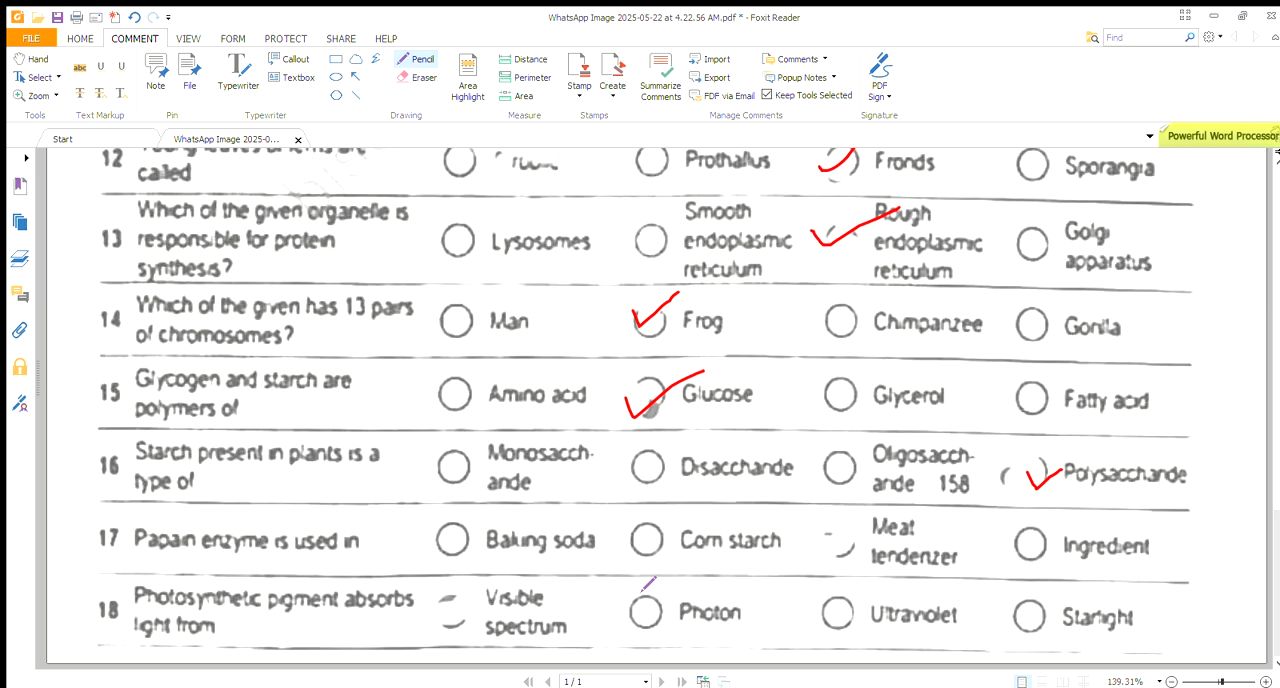 WhatsApp Image 2025-05-22 at 4.22.56 AM.pdf * - Foxit Reader
FILE HOME COMMENT VIEW FORM PROTECT SHARE HELP
Find
Hand
Select
Zoom
Tools
abc U U
T T T
Text Markup
Note File
Pin
Typewriter
Callout
Textbox
Typewriter
Pencil
Eraser
Drawing
Area
Highlight
Distance
Perimeter
Area
Measure
Stamp Create
Stamps
Summarize
Comments
Import
Export
FDF via Email
Comments
Popup Notes
Keep Tools Selected
Manage Comments
PDF
Sign
Signature
Start
WhatsApp Image 2025-0...
Powerful Word Processor
12 called Prothallus Fronds Sporangia
13 Which of the given organelle is
responsible for protein
synthesis?
Lysosomes
Smooth
endoplasmic
reticulum
Rough
endoplasmic
reticulum
Golgi
apparatus
14 Which of the given has 13 pairs
of chromosomes?
Man Frog Chimpanzee Gorilla
15 Glycogen and starch are
polymers of
Amino acid Glucose Glycerol Fatty acid
16 Starch present in plants is a
type of
Monosacch-
aride
Disaccharide
Oligosacch-
aride 158
Polysaccharide
17 Papain enzyme is used in Baking soda Corn starch
Meat
tenderizer
Ingredient
18 Photosynthetic pigment absorbs
light from
Visible
spectrum
Photon Ultraviolet Starlight
1 / 1
139.31%